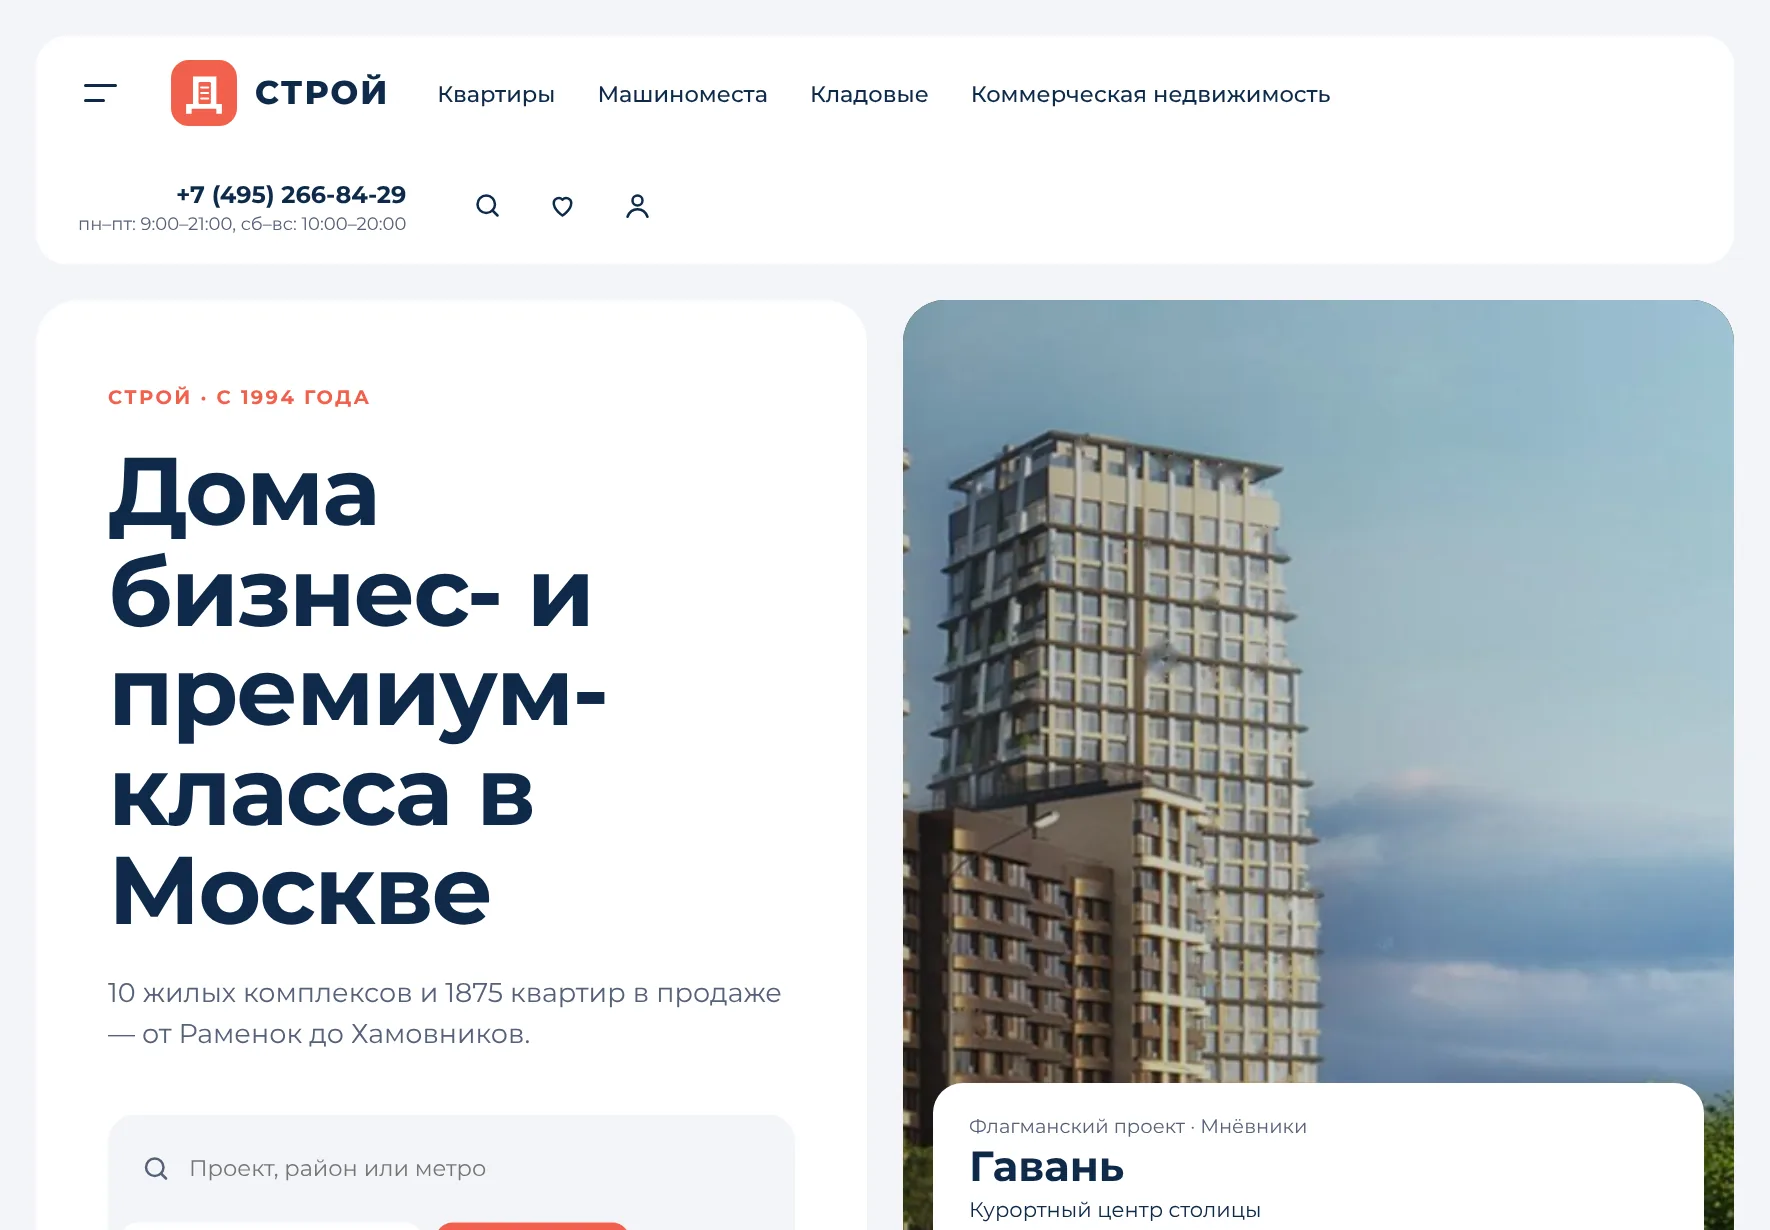 Д СТРОЙ Квартиры Машиноместа Кладовые Коммерческая недвижимость
+7 (495) 266-84-29
пн–пт: 9:00–21:00, сб–вс: 10:00–20:00
СТРОЙ · С 1994 ГОДА
Дома
бизнес- и
премиум-
класса в
Москве
10 жилых комплексов и 1875 квартир в продаже
— от Раменок до Хамовников.
Проект, район или метро
Флагманский проект · Мнёвники
Гавань
Курортный центр столицы